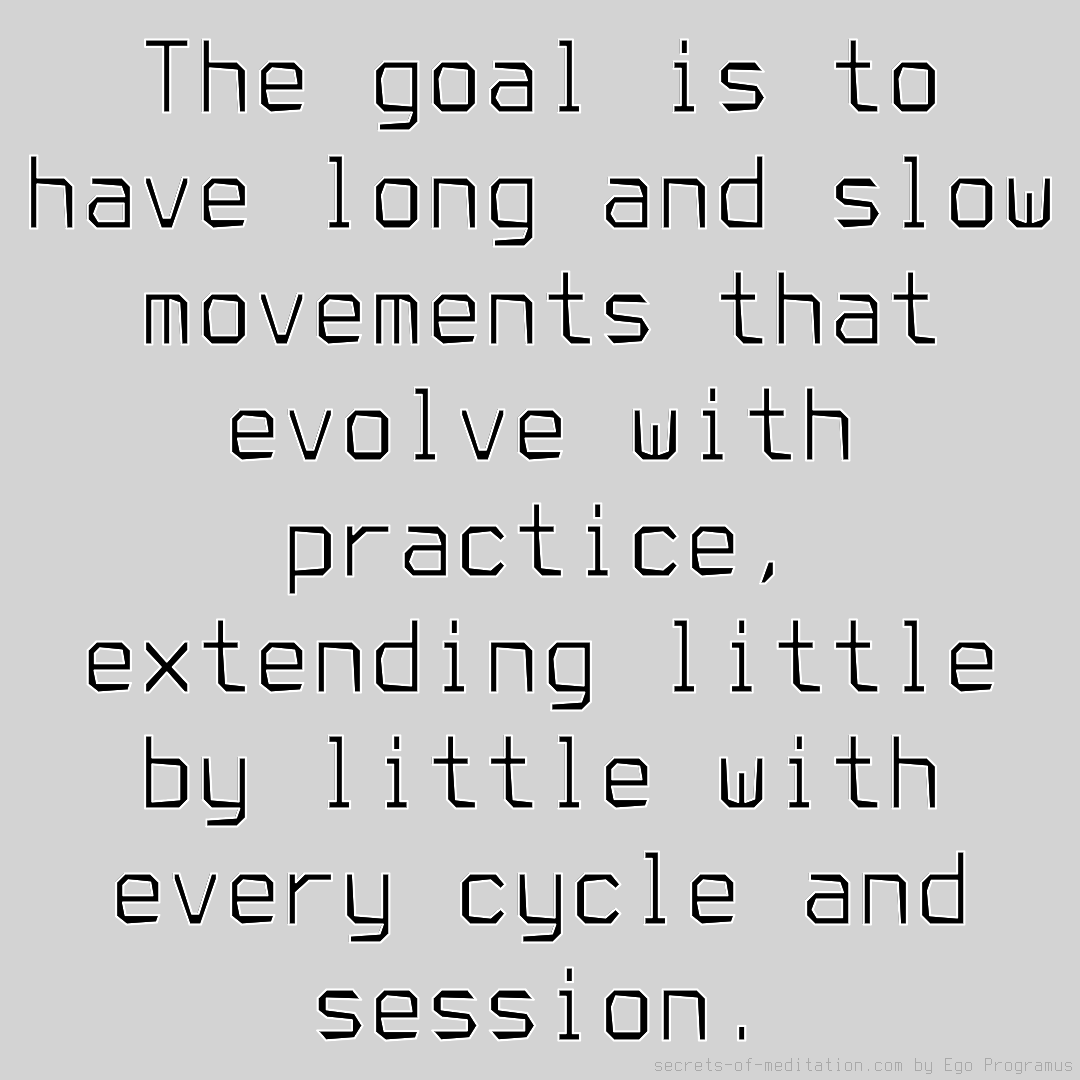 The goal is to
have long and slow
movements that
evolve with
practice,
extending little
by little with
every cycle and
session.
secrets-of-meditation.com by Ego Programus